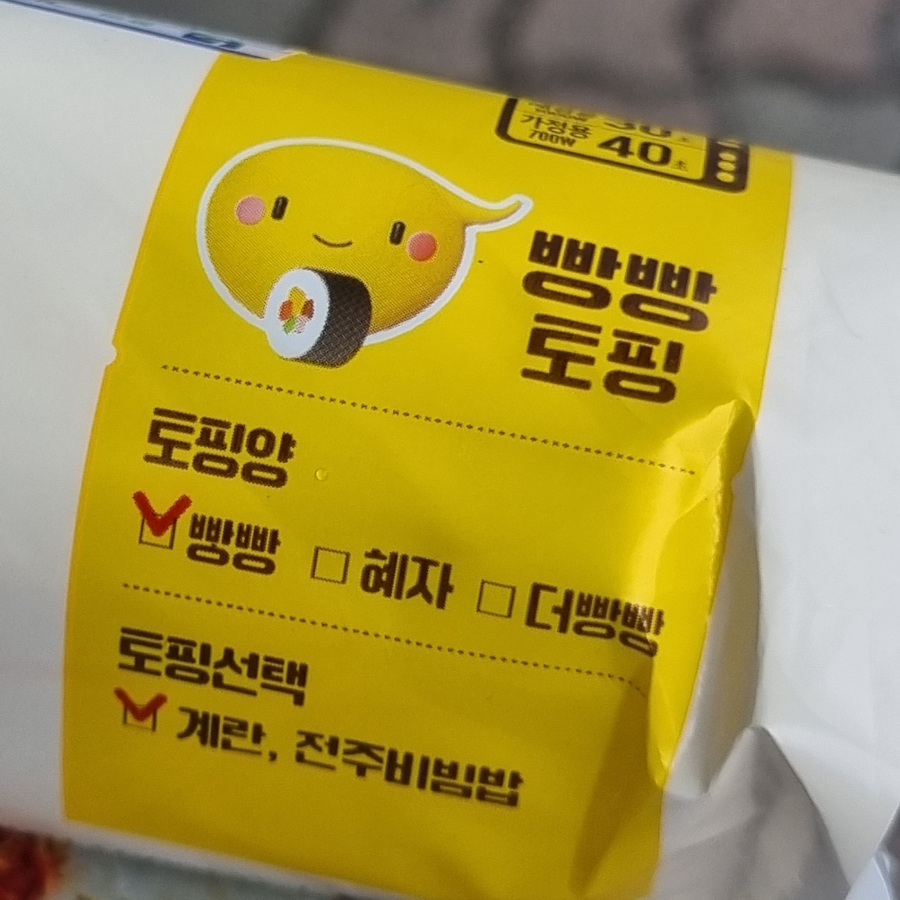 가정용
700W
40초
빵빵
토핑
토핑양
빵빵 혜자 더빵빵
토핑선택
계란, 전주비빔밥